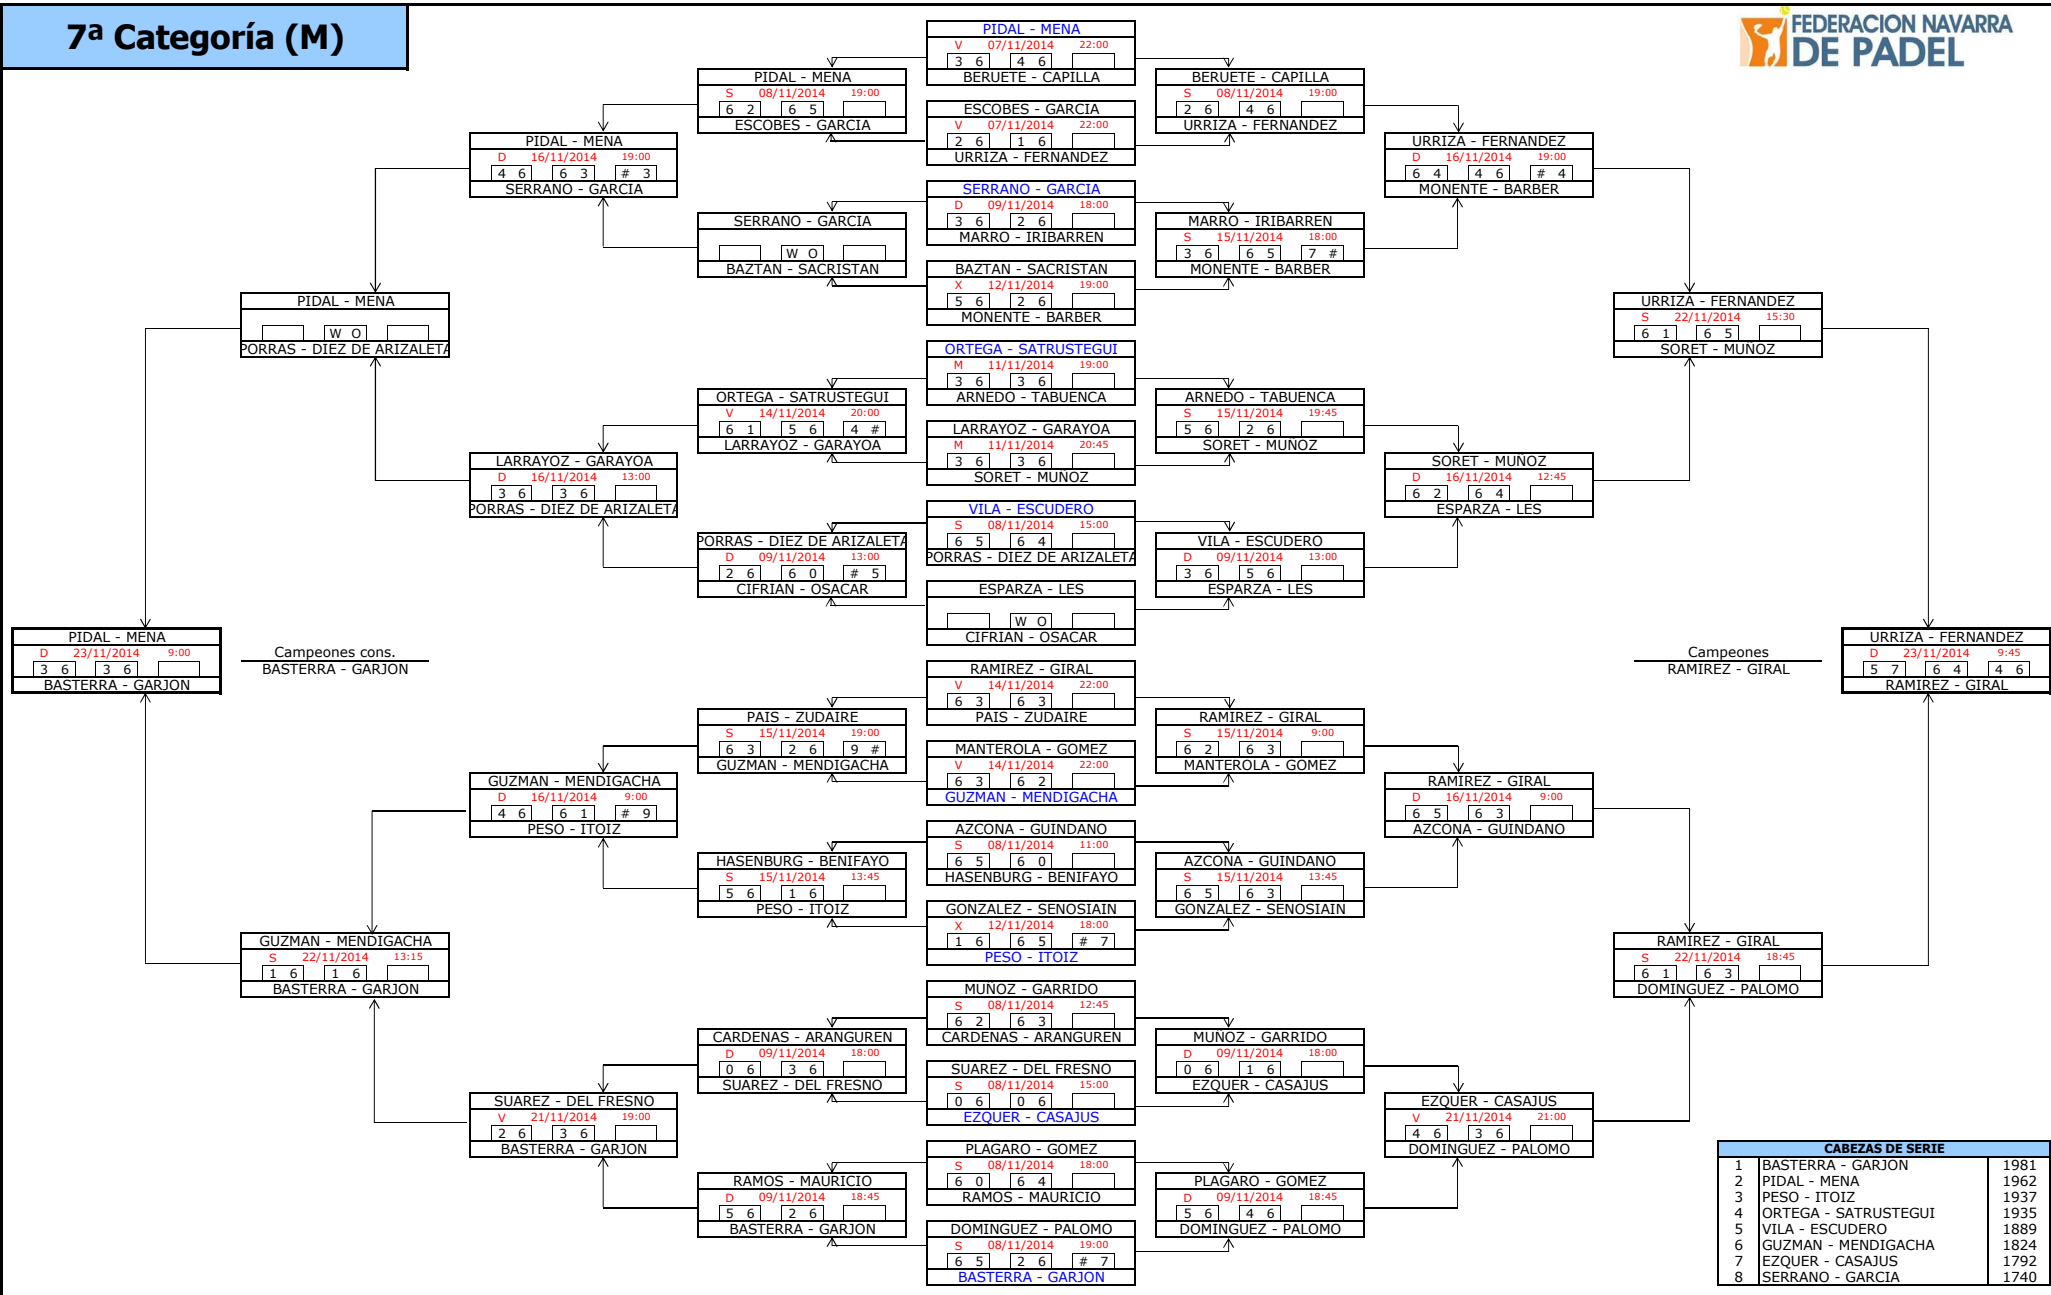 7ª Categoría (M)
FEDERACION NAVARRA
DE PADEL
PIDAL - MENA
V 07/11/2014 22:00
3 6 4 6
BERUETE - CAPILLA
ESCOBES - GARCIA
V 07/11/2014 22:00
2 6 1 6
URRIZA - FERNANDEZ
SERRANO - GARCIA
D 09/11/2014 18:00
3 6 2 6
MARRO - IRIBARREN
BAZTAN - SACRISTAN
X 12/11/2014 19:00
5 6 2 6
MONENTE - BARBER
ORTEGA - SATRUSTEGUI
M 11/11/2014 19:00
3 6 3 6
ARNEDO - TABUENCA
LARRAYOZ - GARAYOA
M 11/11/2014 20:45
3 6 3 6
SORET - MUÑOZ
VILA - ESCUDERO
S 08/11/2014 15:00
6 5 6 4
PORRAS - DIEZ DE ARIZALETA
ESPARZA - LES
W O
CIFRIAN - OSACAR
RAMIREZ - GIRAL
V 14/11/2014 22:00
6 3 6 3
PAIS - ZUDAIRE
MANTEROLA - GOMEZ
V 14/11/2014 22:00
6 3 6 2
GUZMAN - MENDIGACHA
AZCONA - GUINDANO
S 08/11/2014 11:00
6 5 6 0
HASENBURG - BENIFAYO
GONZALEZ - SENOSIAIN
X 12/11/2014 18:00
1 6 6 5 # 7
PESO - ITOIZ
MUÑOZ - GARRIDO
S 08/11/2014 12:45
6 2 6 3
CARDENAS - ARANGUREN
SUAREZ - DEL FRESNO
S 08/11/2014 15:00
0 6 0 6
EZQUER - CASAJUS
PLAGARO - GOMEZ
S 08/11/2014 18:00
6 0 6 4
RAMOS - MAURICIO
DOMINGUEZ - PALOMO
S 08/11/2014 19:00
6 5 2 6 # 7
BASTERRA - GARJON
PIDAL - MENA
S 08/11/2014 19:00
6 2 6 5
ESCOBES - GARCIA
SERRANO - GARCIA
W O
BAZTAN - SACRISTAN
ORTEGA - SATRUSTEGUI
V 14/11/2014 20:00
6 1 5 6 4 #
LARRAYOZ - GARAYOA
PORRAS - DIEZ DE ARIZALETA
D 09/11/2014 13:00
2 6 6 0 # 5
CIFRIAN - OSACAR
PAIS - ZUDAIRE
S 15/11/2014 19:00
6 3 2 6 9 #
GUZMAN - MENDIGACHA
HASENBURG - BENIFAYO
S 15/11/2014 13:45
5 6 1 6
PESO - ITOIZ
CARDENAS - ARANGUREN
D 09/11/2014 18:00
0 6 3 6
SUAREZ - DEL FRESNO
RAMOS - MAURICIO
D 09/11/2014 18:45
5 6 2 6
BASTERRA - GARJON
PIDAL - MENA
D 16/11/2014 19:00
4 6 6 3 # 3
SERRANO - GARCIA
LARRAYOZ - GARAYOA
D 16/11/2014 13:00
3 6 3 6
PORRAS - DIEZ DE ARIZALETA
GUZMAN - MENDIGACHA
D 16/11/2014 9:00
4 6 6 1 # 9
PESO - ITOIZ
SUAREZ - DEL FRESNO
V 21/11/2014 19:00
2 6 3 6
BASTERRA - GARJON
PIDAL - MENA
W O
PORRAS - DIEZ DE ARIZALETA
GUZMAN - MENDIGACHA
S 22/11/2014 13:15
1 6 1 6
BASTERRA - GARJON
PIDAL - MENA
D 23/11/2014 9:00
3 6 3 6
BASTERRA - GARJON
Campeones cons.
BASTERRA - GARJON
BERUETE - CAPILLA
S 08/11/2014 19:00
2 6 4 6
URRIZA - FERNANDEZ
MARRO - IRIBARREN
S 15/11/2014 18:00
3 6 6 5 7 #
MONENTE - BARBER
ARNEDO - TABUENCA
S 15/11/2014 19:45
5 6 2 6
SORET - MUÑOZ
VILA - ESCUDERO
D 09/11/2014 13:00
3 6 5 6
ESPARZA - LES
RAMIREZ - GIRAL
S 15/11/2014 9:00
6 2 6 3
MANTEROLA - GOMEZ
AZCONA - GUINDANO
S 15/11/2014 13:45
6 5 6 3
GONZALEZ - SENOSIAIN
MUÑOZ - GARRIDO
D 09/11/2014 18:00
0 6 1 6
EZQUER - CASAJUS
PLAGARO - GOMEZ
D 09/11/2014 18:45
5 6 4 6
DOMINGUEZ - PALOMO
URRIZA - FERNANDEZ
D 16/11/2014 19:00
6 4 4 6 # 4
MONENTE - BARBER
SORET - MUÑOZ
D 16/11/2014 12:45
6 2 6 4
ESPARZA - LES
RAMIREZ - GIRAL
D 16/11/2014 9:00
6 5 6 3
AZCONA - GUINDANO
EZQUER - CASAJUS
V 21/11/2014 21:00
4 6 3 6
DOMINGUEZ - PALOMO
URRIZA - FERNANDEZ
S 22/11/2014 15:30
6 1 6 5
SORET - MUÑOZ
RAMIREZ - GIRAL
S 22/11/2014 18:45
6 1 6 3
DOMINGUEZ - PALOMO
Campeones
RAMIREZ - GIRAL
URRIZA - FERNANDEZ
D 23/11/2014 9:45
5 7 6 4 4 6
RAMIREZ - GIRAL
CABEZAS DE SERIE
1 BASTERRA - GARJON 1981
2 PIDAL - MENA 1962
3 PESO - ITOIZ 1937
4 ORTEGA - SATRUSTEGUI 1935
5 VILA - ESCUDERO 1889
6 GUZMAN - MENDIGACHA 1824
7 EZQUER - CASAJUS 1792
8 SERRANO - GARCIA 1740